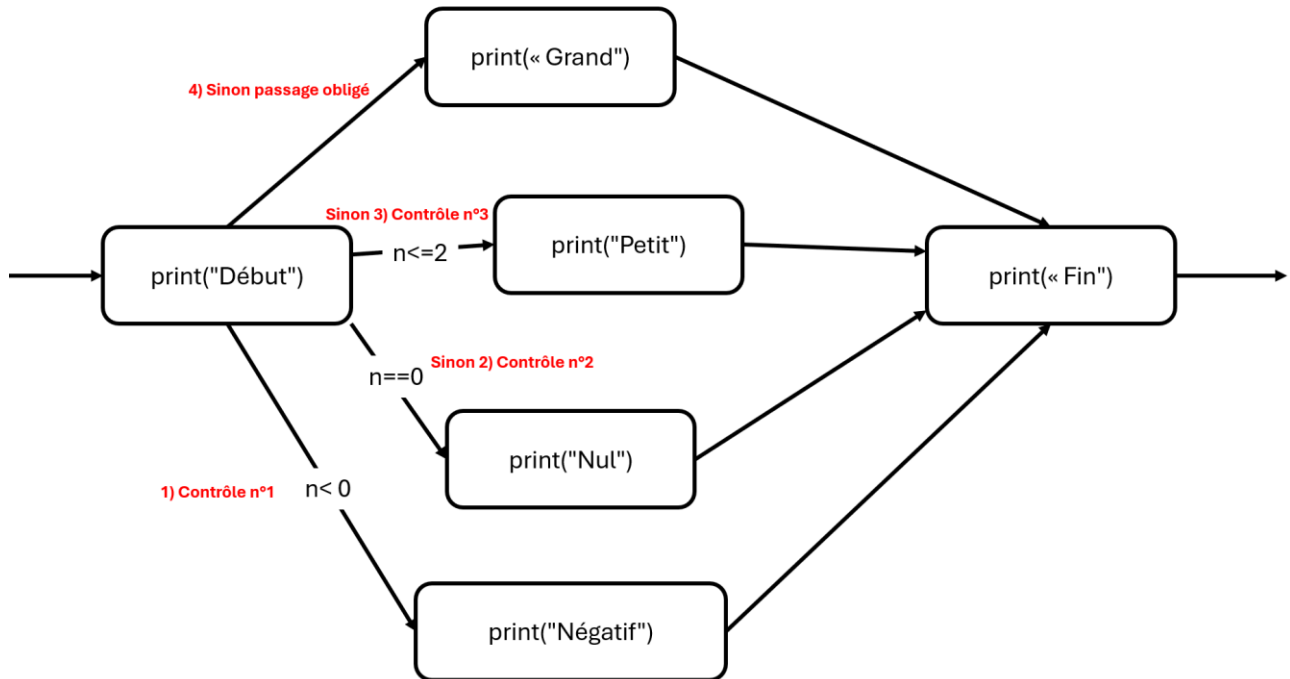 print(« Grand")
4) Sinon passage obligé
Sinon 3) Contrôle n°3
n<=2
print("Petit")
print("Début")
print(« Fin")
n==0
Sinon 2) Contrôle n°2
print("Nul")
1) Contrôle n°1
n< 0
print("Négatif")